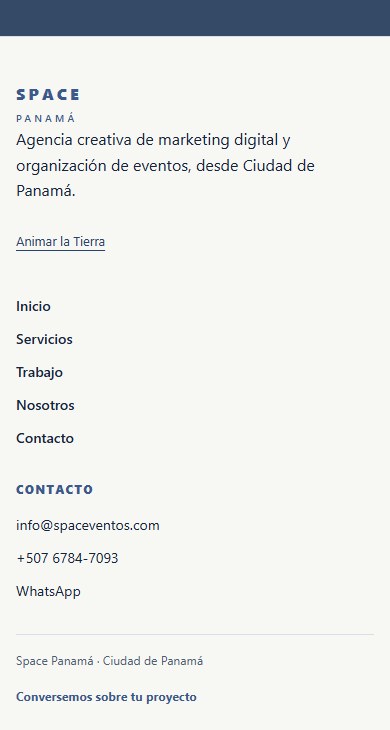 SPACE
PANAMÁ
Agencia creativa de marketing digital y
organización de eventos, desde Ciudad de
Panamá.
Animar la Tierra
Inicio
Servicios
Trabajo
Nosotros
Contacto
CONTACTO
info@spaceventos.com
+507 6784-7093
WhatsApp
Space Panamá · Ciudad de Panamá
Conversemos sobre tu proyecto